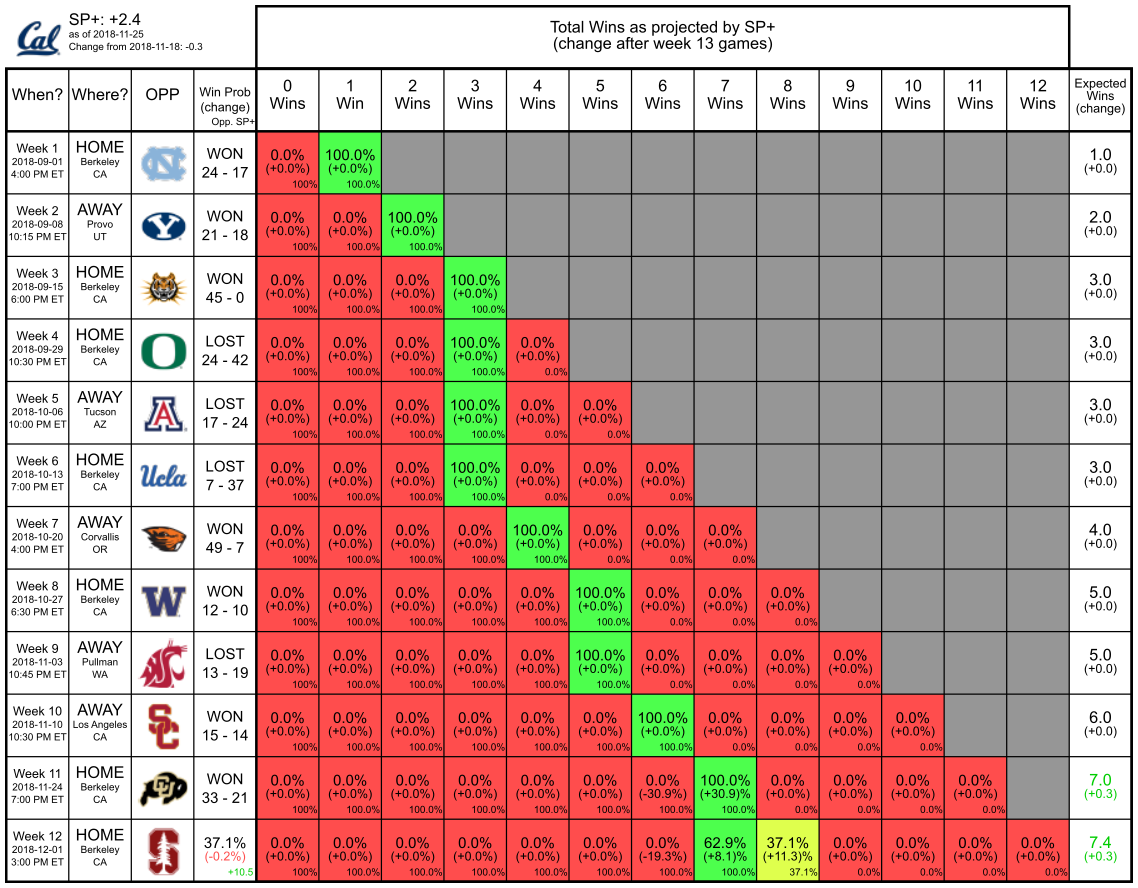 Cal
SP+: +2.4
as of 2018-11-25
Change from 2018-11-18: -0.3
Total Wins as projected by SP+
(change after week 13 games)
When? Where? OPP Win Prob (change) Opp. SP+ 0 Wins 1 Win 2 Wins 3 Wins 4 Wins 5 Wins 6 Wins 7 Wins 8 Wins 9 Wins 10 Wins 11 Wins 12 Wins Expected Wins (change)
Week 1 HOME WON 0.0% 100.0% 1.0
2018-09-01 Berkeley NC (+0.0%) (+0.0%) (+0.0)
4:00 PM ET CA 24 - 17 100% 100.0%
Week 2 AWAY WON 0.0% 0.0% 100.0% 2.0
2018-09-08 Provo Y (+0.0%) (+0.0%) (+0.0%) (+0.0)
10:15 PM ET UT 21 - 18 100% 100.0% 100.0%
Week 3 HOME WON 0.0% 0.0% 0.0% 100.0% 3.0
2018-09-15 Berkeley (+0.0%) (+0.0%) (+0.0%) (+0.0%) (+0.0)
6:00 PM ET CA 45 - 0 100% 100.0% 100.0% 100.0%
Week 4 HOME LOST 0.0% 0.0% 0.0% 100.0% 0.0% 3.0
2018-09-29 Berkeley O (+0.0%) (+0.0%) (+0.0%) (+0.0%) (+0.0%) (+0.0)
10:30 PM ET CA 24 - 42 100% 100.0% 100.0% 100.0% 0.0%
Week 5 AWAY LOST 0.0% 0.0% 0.0% 100.0% 0.0% 0.0% 3.0
2018-10-06 Tucson A (+0.0%) (+0.0%) (+0.0%) (+0.0%) (+0.0%) (+0.0%) (+0.0)
10:00 PM ET AZ 17 - 24 100% 100.0% 100.0% 100.0% 0.0% 0.0%
Week 6 HOME LOST 0.0% 0.0% 0.0% 100.0% 0.0% 0.0% 0.0% 3.0
2018-10-13 Berkeley Ucla (+0.0%) (+0.0%) (+0.0%) (+0.0%) (+0.0%) (+0.0%) (+0.0%) (+0.0)
7:00 PM ET CA 7 - 37 100% 100.0% 100.0% 100.0% 0.0% 0.0% 0.0%
Week 7 AWAY WON 0.0% 0.0% 0.0% 0.0% 100.0% 0.0% 0.0% 0.0% 4.0
2018-10-20 Corvallis (+0.0%) (+0.0%) (+0.0%) (+0.0%) (+0.0%) (+0.0%) (+0.0%) (+0.0%) (+0.0)
4:00 PM ET OR 49 - 7 100% 100.0% 100.0% 100.0% 100.0% 0.0% 0.0% 0.0%
Week 8 HOME WON 0.0% 0.0% 0.0% 0.0% 0.0% 100.0% 0.0% 0.0% 0.0% 5.0
2018-10-27 Berkeley W (+0.0%) (+0.0%) (+0.0%) (+0.0%) (+0.0%) (+0.0%) (+0.0%) (+0.0%) (+0.0%) (+0.0)
6:30 PM ET CA 12 - 10 100% 100.0% 100.0% 100.0% 100.0% 100.0% 0.0% 0.0% 0.0%
Week 9 AWAY LOST 0.0% 0.0% 0.0% 0.0% 0.0% 100.0% 0.0% 0.0% 0.0% 0.0% 5.0
2018-11-03 Pullman WSC (+0.0%) (+0.0%) (+0.0%) (+0.0%) (+0.0%) (+0.0%) (+0.0%) (+0.0%) (+0.0%) (+0.0%) (+0.0)
10:45 PM ET WA 13 - 19 100% 100.0% 100.0% 100.0% 100.0% 100.0% 0.0% 0.0% 0.0% 0.0%
Week 10 AWAY WON 0.0% 0.0% 0.0% 0.0% 0.0% 0.0% 100.0% 0.0% 0.0% 0.0% 0.0% 6.0
2018-11-10 Los Angeles SC (+0.0%) (+0.0%) (+0.0%) (+0.0%) (+0.0%) (+0.0%) (+0.0%) (+0.0%) (+0.0%) (+0.0%) (+0.0%) (+0.0)
10:30 PM ET CA 15 - 14 100% 100.0% 100.0% 100.0% 100.0% 100.0% 100.0% 0.0% 0.0% 0.0% 0.0%
Week 11 HOME WON 0.0% 0.0% 0.0% 0.0% 0.0% 0.0% 0.0% 100.0% 0.0% 0.0% 0.0% 0.0% 7.0
2018-11-24 Berkeley CU (+0.0%) (+0.0%) (+0.0%) (+0.0%) (+0.0%) (+0.0%) (-30.9%) (+30.9)% (+0.0%) (+0.0%) (+0.0%) (+0.0%) (+0.3)
7:00 PM ET CA 33 - 21 100% 100.0% 100.0% 100.0% 100.0% 100.0% 100.0% 100.0% 0.0% 0.0% 0.0% 0.0%
Week 12 HOME 37.1% 0.0% 0.0% 0.0% 0.0% 0.0% 0.0% 0.0% 62.9% 37.1% 0.0% 0.0% 0.0% 0.0% 7.4
2018-12-01 Berkeley S (-0.2%) (+0.0%) (+0.0%) (+0.0%) (+0.0%) (+0.0%) (+0.0%) (-19.3%) (+8.1)% (+11.3)% (+0.0%) (+0.0%) (+0.0%) (+0.0%) (+0.3)
3:00 PM ET CA +10.5 100% 100.0% 100.0% 100.0% 100.0% 100.0% 100.0% 100.0% 37.1% 0.0% 0.0% 0.0% 0.0%